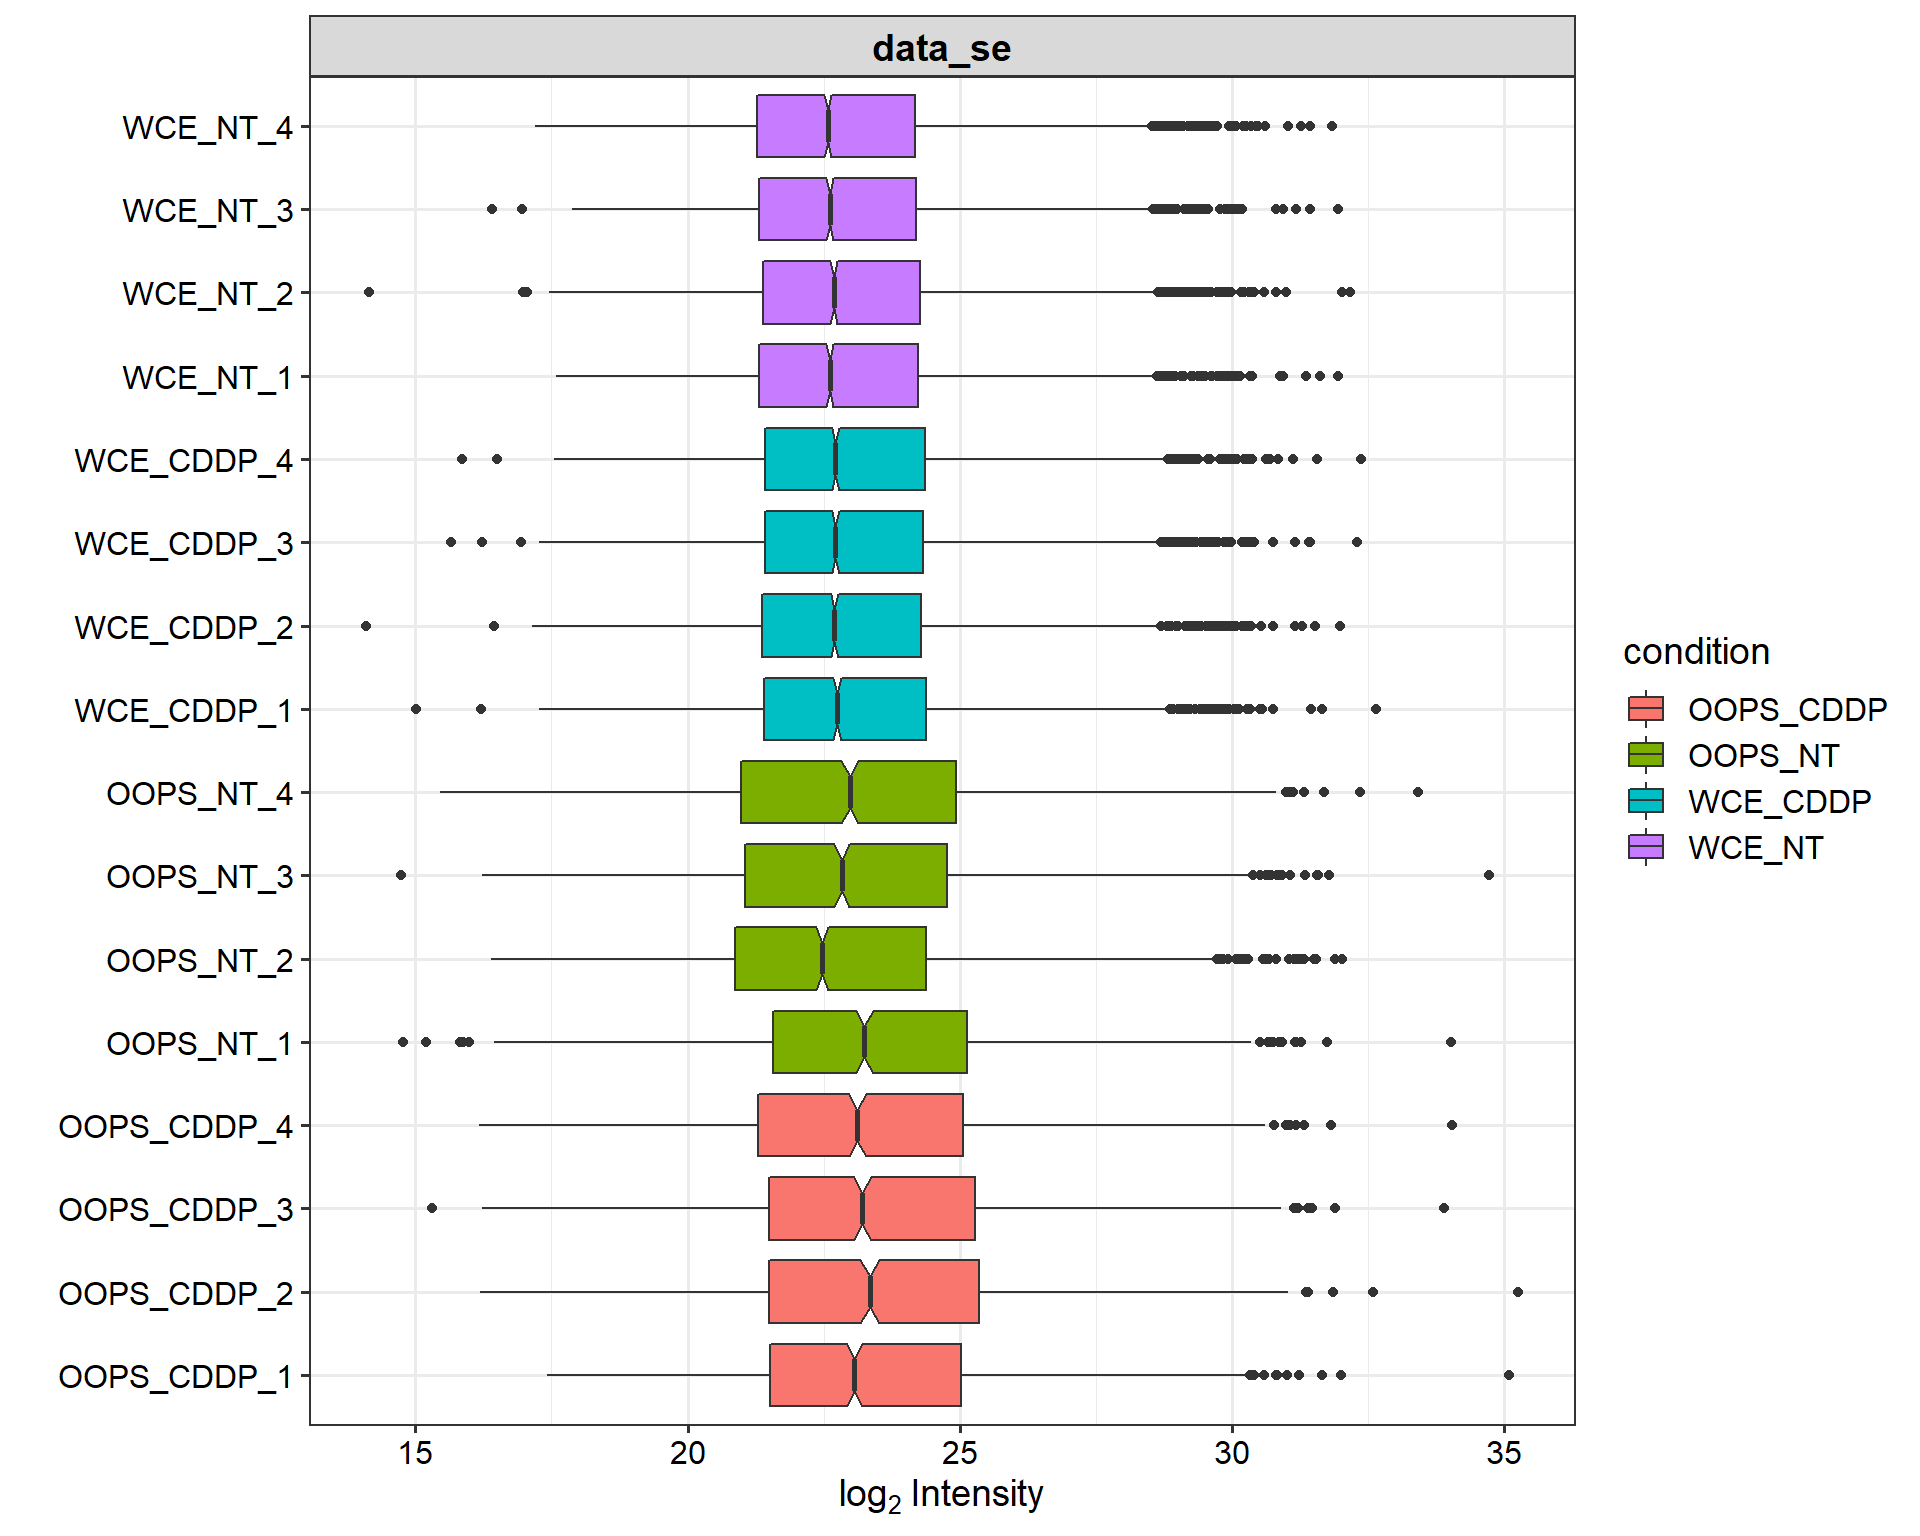 data_se
WCE_NT_4
WCE_NT_3
WCE_NT_2
WCE_NT_1
WCE_CDDP_4
WCE_CDDP_3
WCE_CDDP_2
WCE_CDDP_1
OOPS_NT_4
OOPS_NT_3
OOPS_NT_2
OOPS_NT_1
OOPS_CDDP_4
OOPS_CDDP_3
OOPS_CDDP_2
OOPS_CDDP_1
15 20 25 30 35
log₂ Intensity
condition
OOPS_CDDP
OOPS_NT
WCE_CDDP
WCE_NT